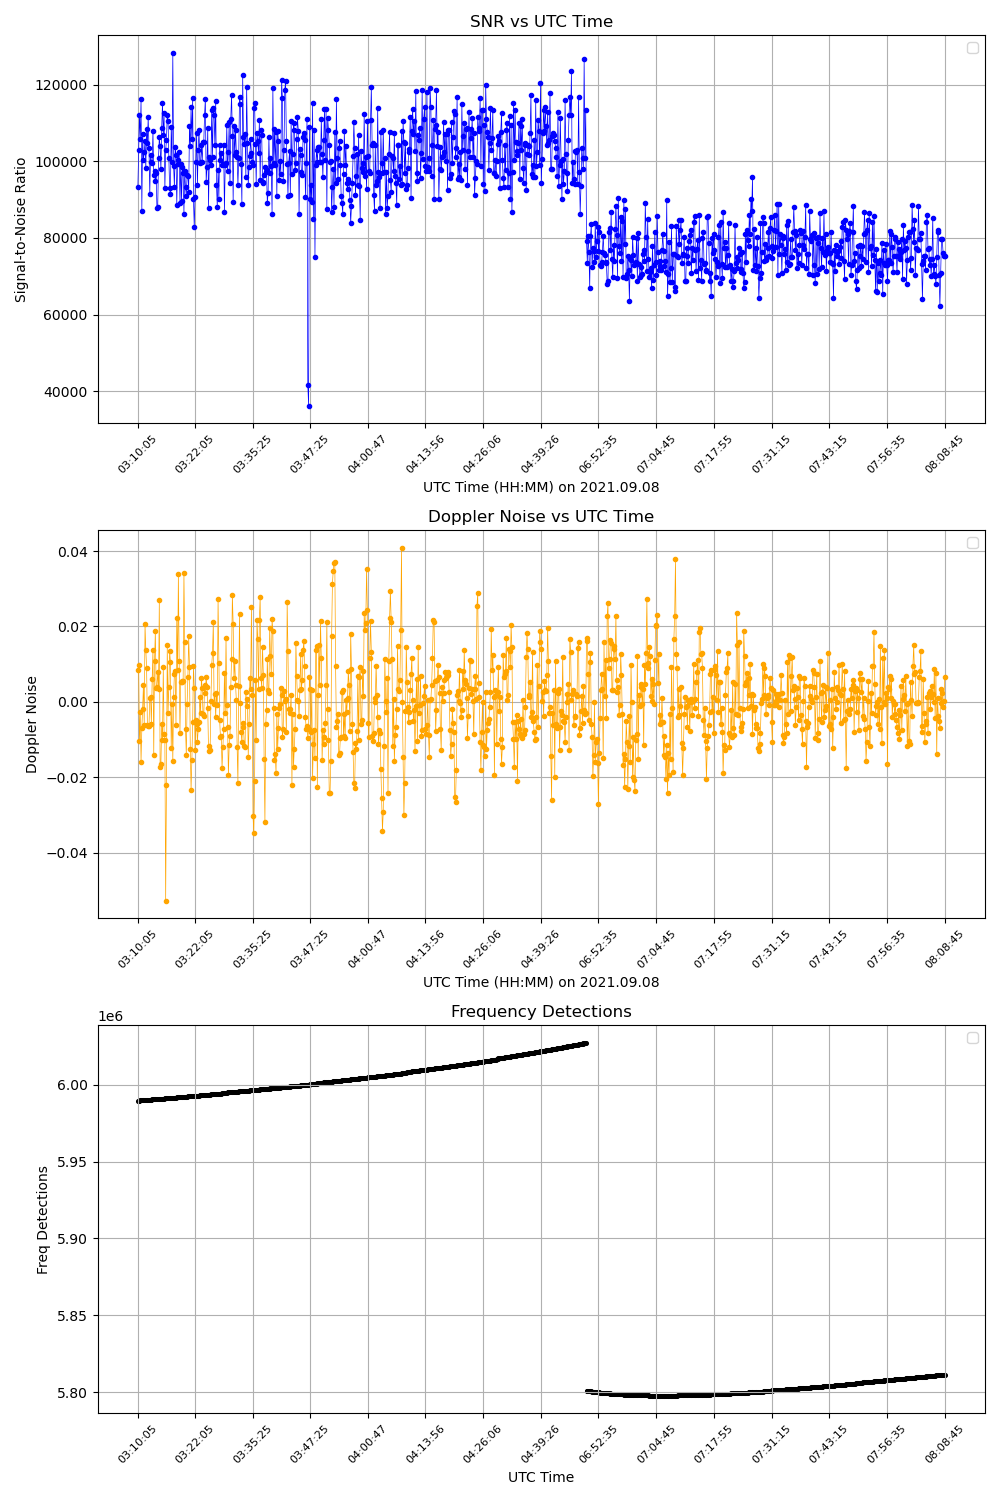 SNR vs UTC Time
120000
100000
80000
60000
40000
Signal-to-Noise Ratio
03:10:05 03:22:05 03:35:25 03:47:25 04:00:47 04:13:56 04:26:06 04:39:26 06:52:35 07:04:45 07:17:55 07:31:15 07:43:15 07:56:35 08:08:45
UTC Time (HH:MM) on 2021.09.08
Doppler Noise vs UTC Time
0.04
0.02
0.00
−0.02
−0.04
Doppler Noise
03:10:05 03:22:05 03:35:25 03:47:25 04:00:47 04:13:56 04:26:06 04:39:26 06:52:35 07:04:45 07:17:55 07:31:15 07:43:15 07:56:35 08:08:45
UTC Time (HH:MM) on 2021.09.08
Frequency Detections
1e6
6.00
5.95
5.90
5.85
5.80
Freq Detections
03:10:05 03:22:05 03:35:25 03:47:25 04:00:47 04:13:56 04:26:06 04:39:26 06:52:35 07:04:45 07:17:55 07:31:15 07:43:15 07:56:35 08:08:45
UTC Time